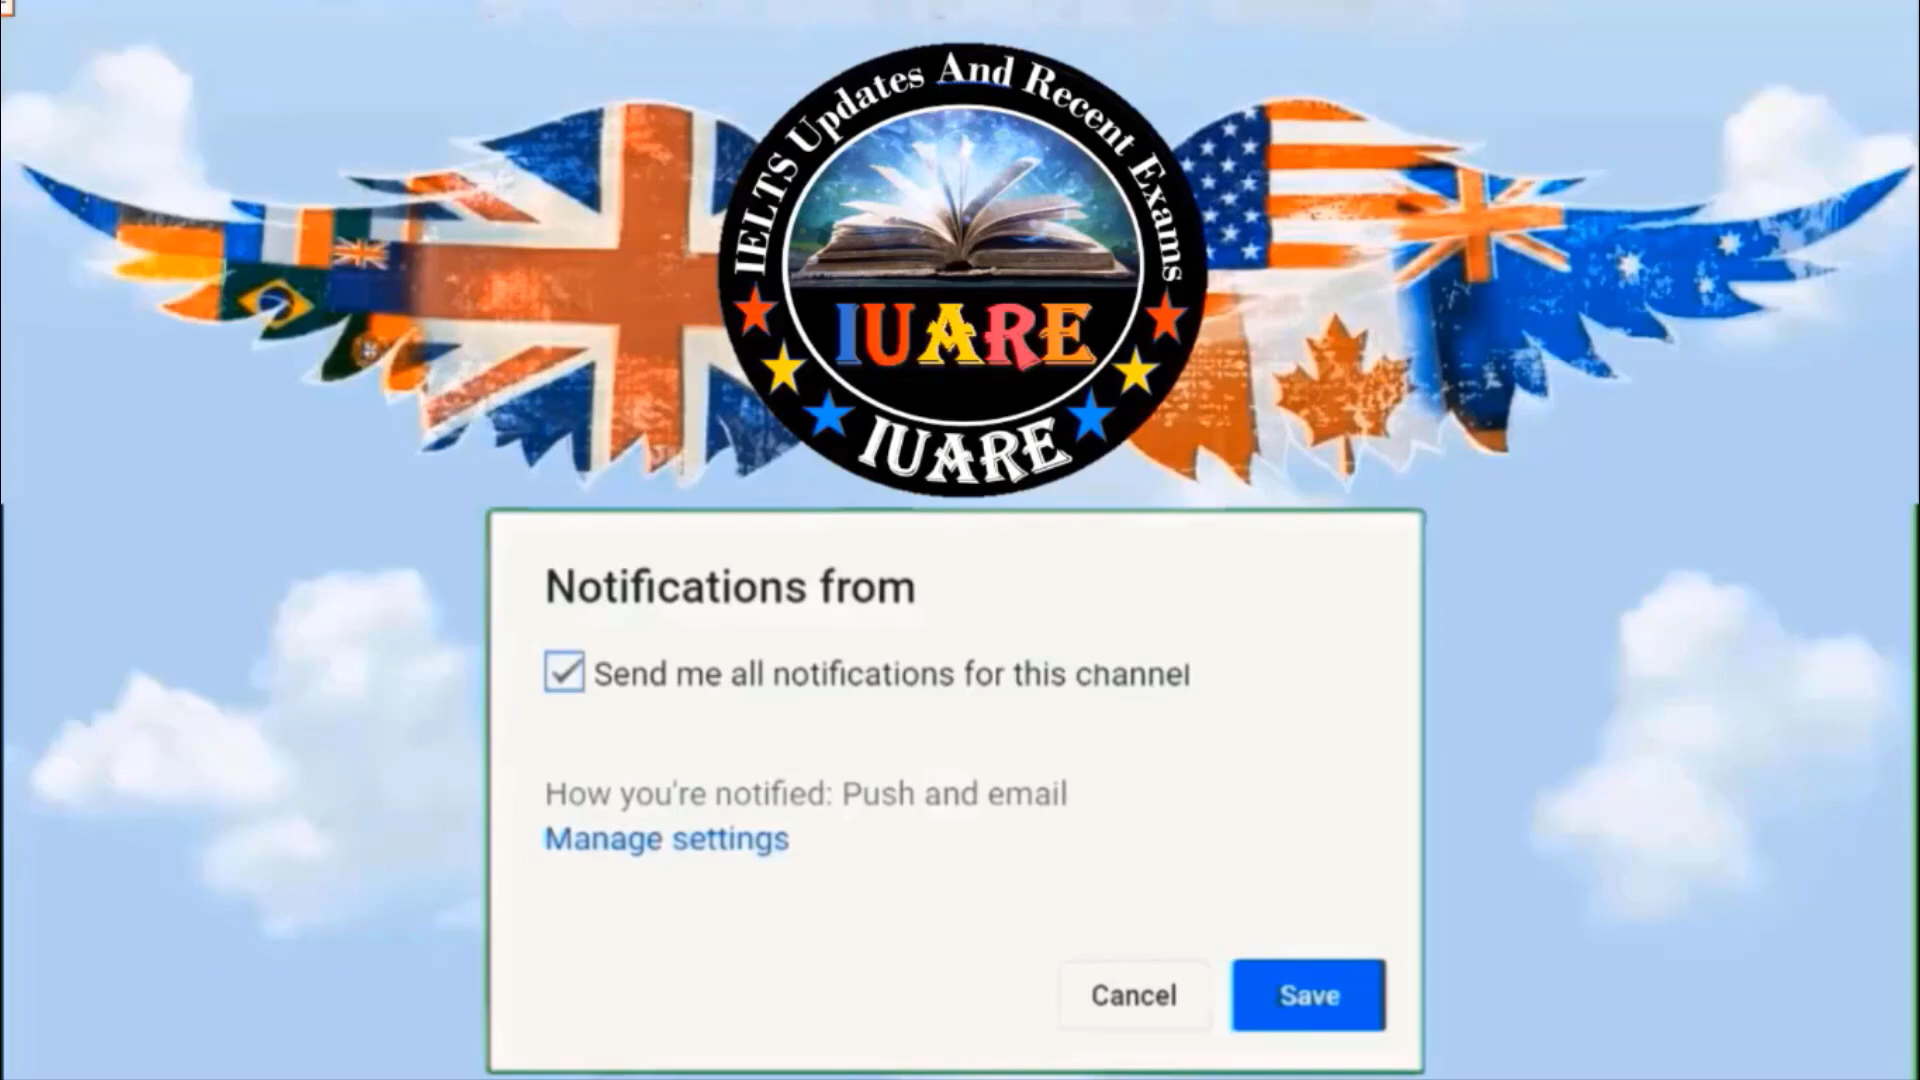 IELTS Updates And Recent Exams
IUARE
IUARE
Notifications from
Send me all notifications for this channel
How you're notified: Push and email
Manage settings
Cancel
Save